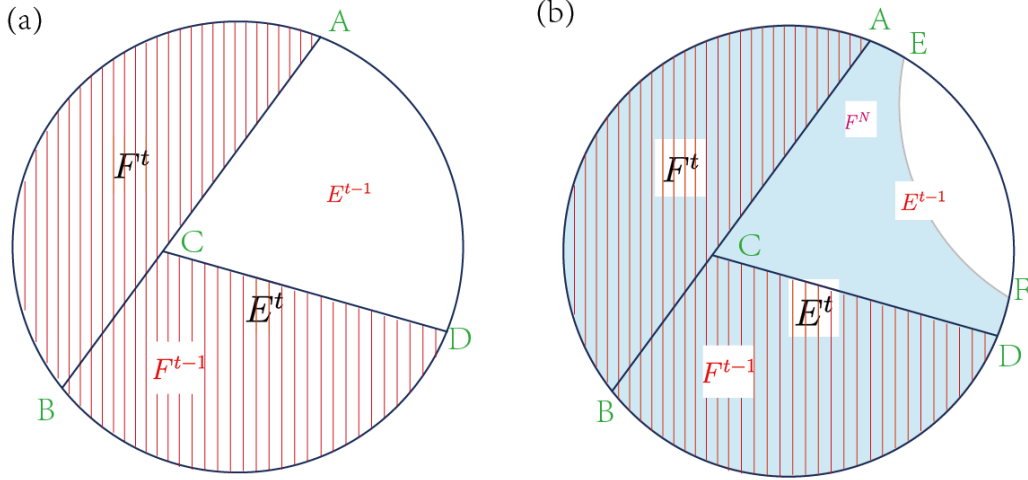 (a)
A
F^t
E^{t-1}
C
E^t
D
F^{t-1}
B
(b)
A
E
F^N
F^t
E^{t-1}
C
F
E^t
D
F^{t-1}
B